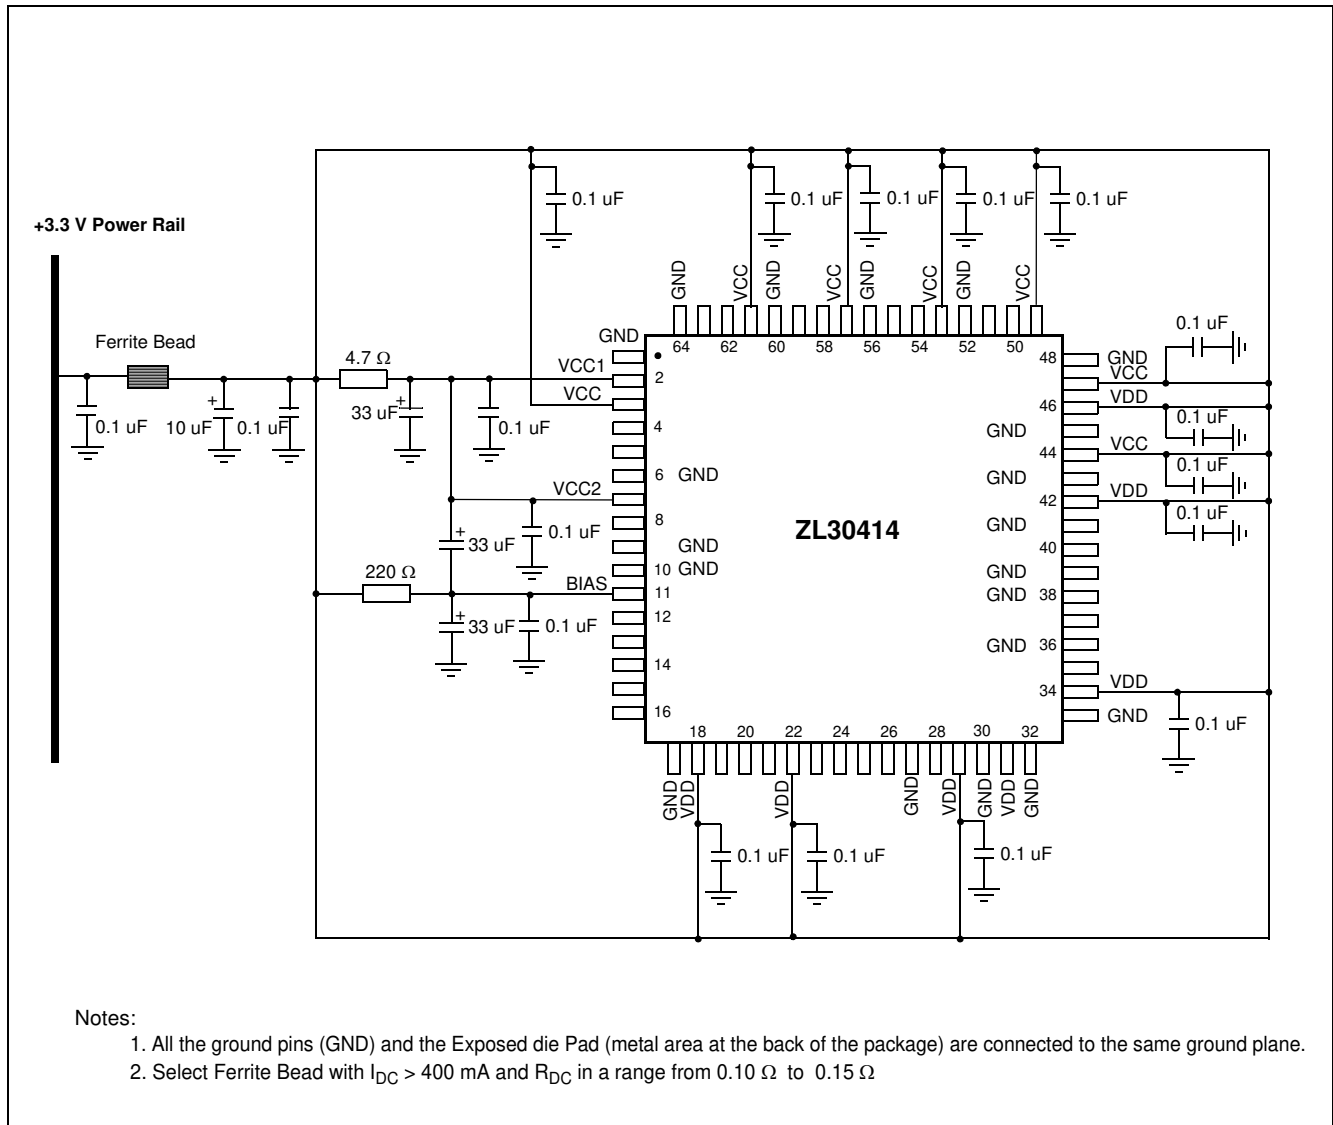 0.1 uF 0.1 uF 0.1 uF 0.1 uF 0.1 uF
+3.3 V Power Rail
GND VCC GND VCC GND VCC GND VCC
Ferrite Bead
0.1 uF
GND
64 62 60 58 56 54 52 50
4.7 Ω
VCC1
2
VCC
48 GND
VCC
46 VDD
0.1 uF
+
10 uF
0.1 uF
+
33 uF
0.1 uF
4
GND
0.1 uF
44 VCC
6 GND
GND
0.1 uF
VCC2
42 VDD
8
0.1 uF
GND
ZL30414
+
33 uF
0.1 uF
GND
40
10 GND
GND
220 Ω
BIAS
11
GND 38
12
+
33 uF
0.1 uF
GND 36
14
34 VDD
16
GND
0.1 uF
18 20 22 24 26 28 30 32
GND VDD VDD GND VDD GND VDD GND
0.1 uF 0.1 uF 0.1 uF
Notes:
1. All the ground pins (GND) and the Exposed die Pad (metal area at the back of the package) are connected to the same ground plane.
2. Select Ferrite Bead with IDC > 400 mA and RDC in a range from 0.10 Ω to 0.15 Ω